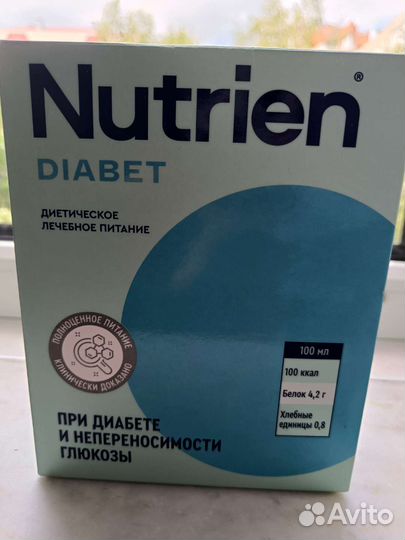 Nutrien®
DIABET
ДИЕТИЧЕСКОЕ
ЛЕЧЕБНОЕ ПИТАНИЕ
ПОЛНОЦЕННОЕ ПИТАНИЕ
КЛИНИЧЕСКИ ДОКАЗАНО
100 мл
100 ккал
Белок 4,2 г
Хлебные
единицы 0,8
ПРИ ДИАБЕТЕ
И НЕПЕРЕНОСИМОСТИ
ГЛЮКОЗЫ
Avito